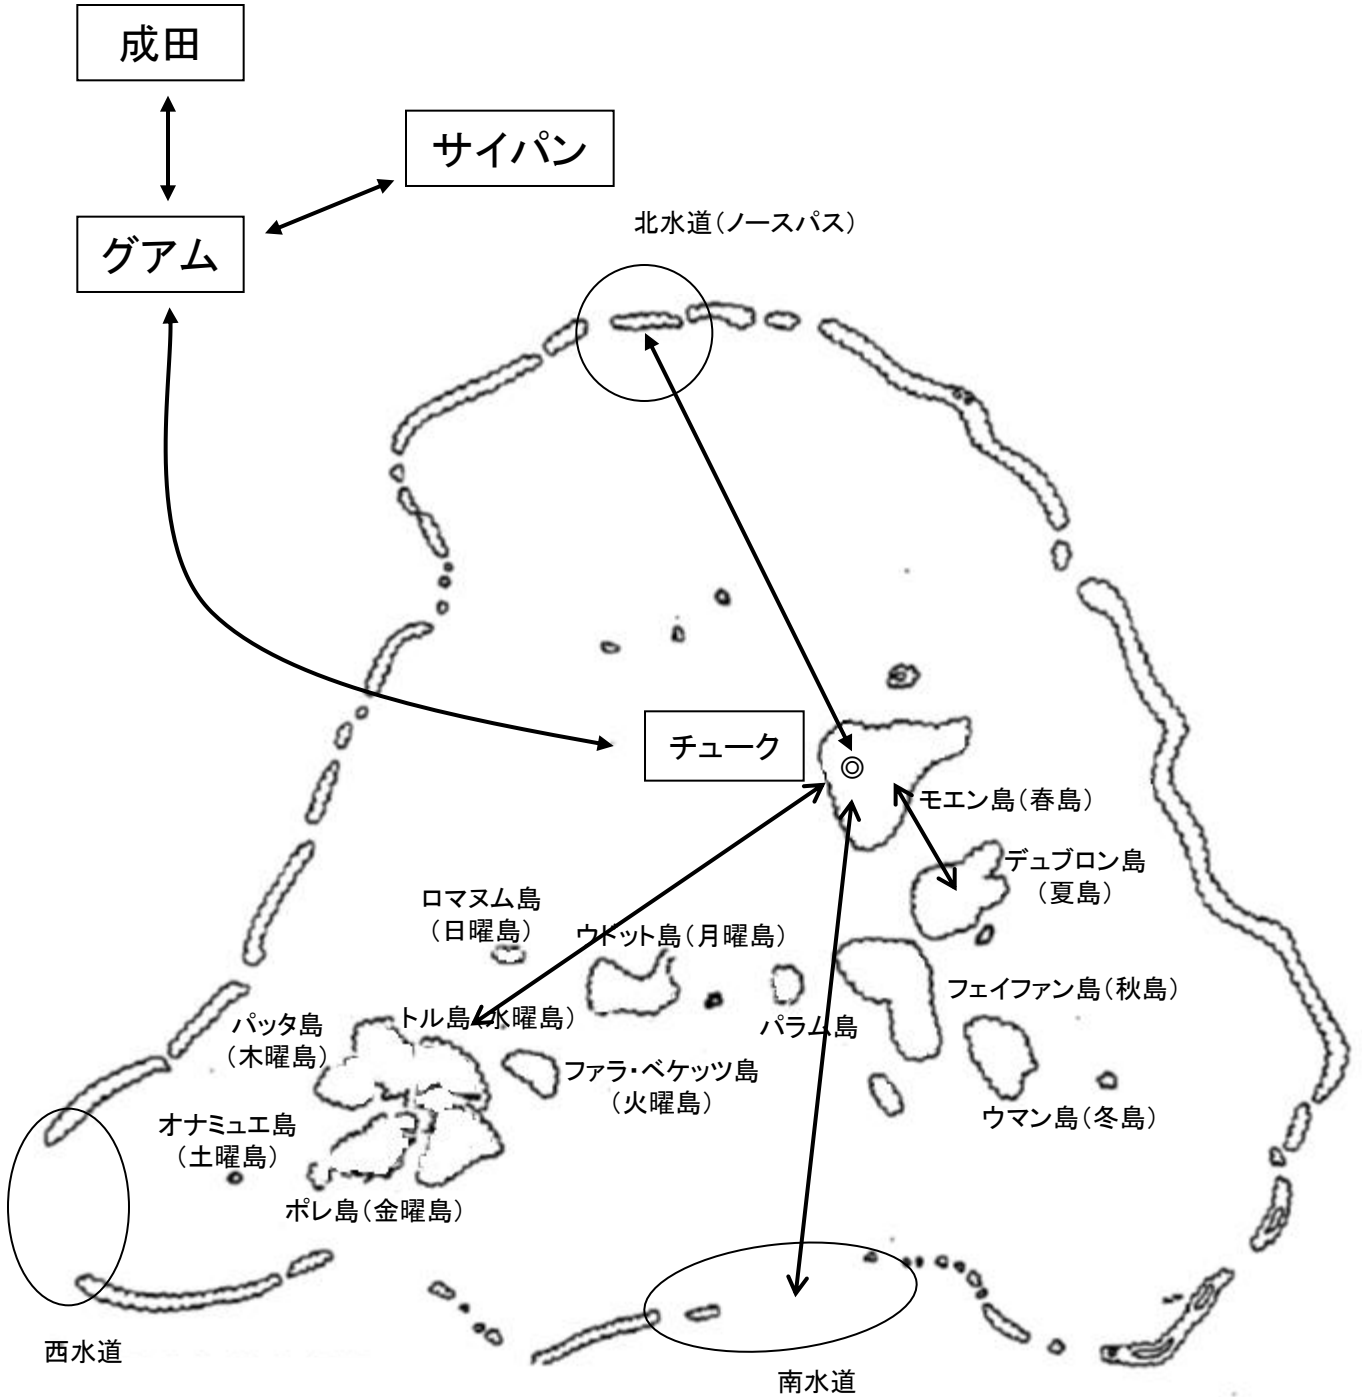 成田
サイパン
グアム
北水道（ノースパス）
チューク
モエン島（春島）
デュブロン島
（夏島）
ロマヌム島
（日曜島）
ウドット島（月曜島）
フェイファン島（秋島）
パラム島
トル島（水曜島）
パッタ島
（木曜島）
ファラ・ベケッツ島
（火曜島）
ウマン島（冬島）
オナミュエ島
（土曜島）
ポレ島（金曜島）
西水道
南水道